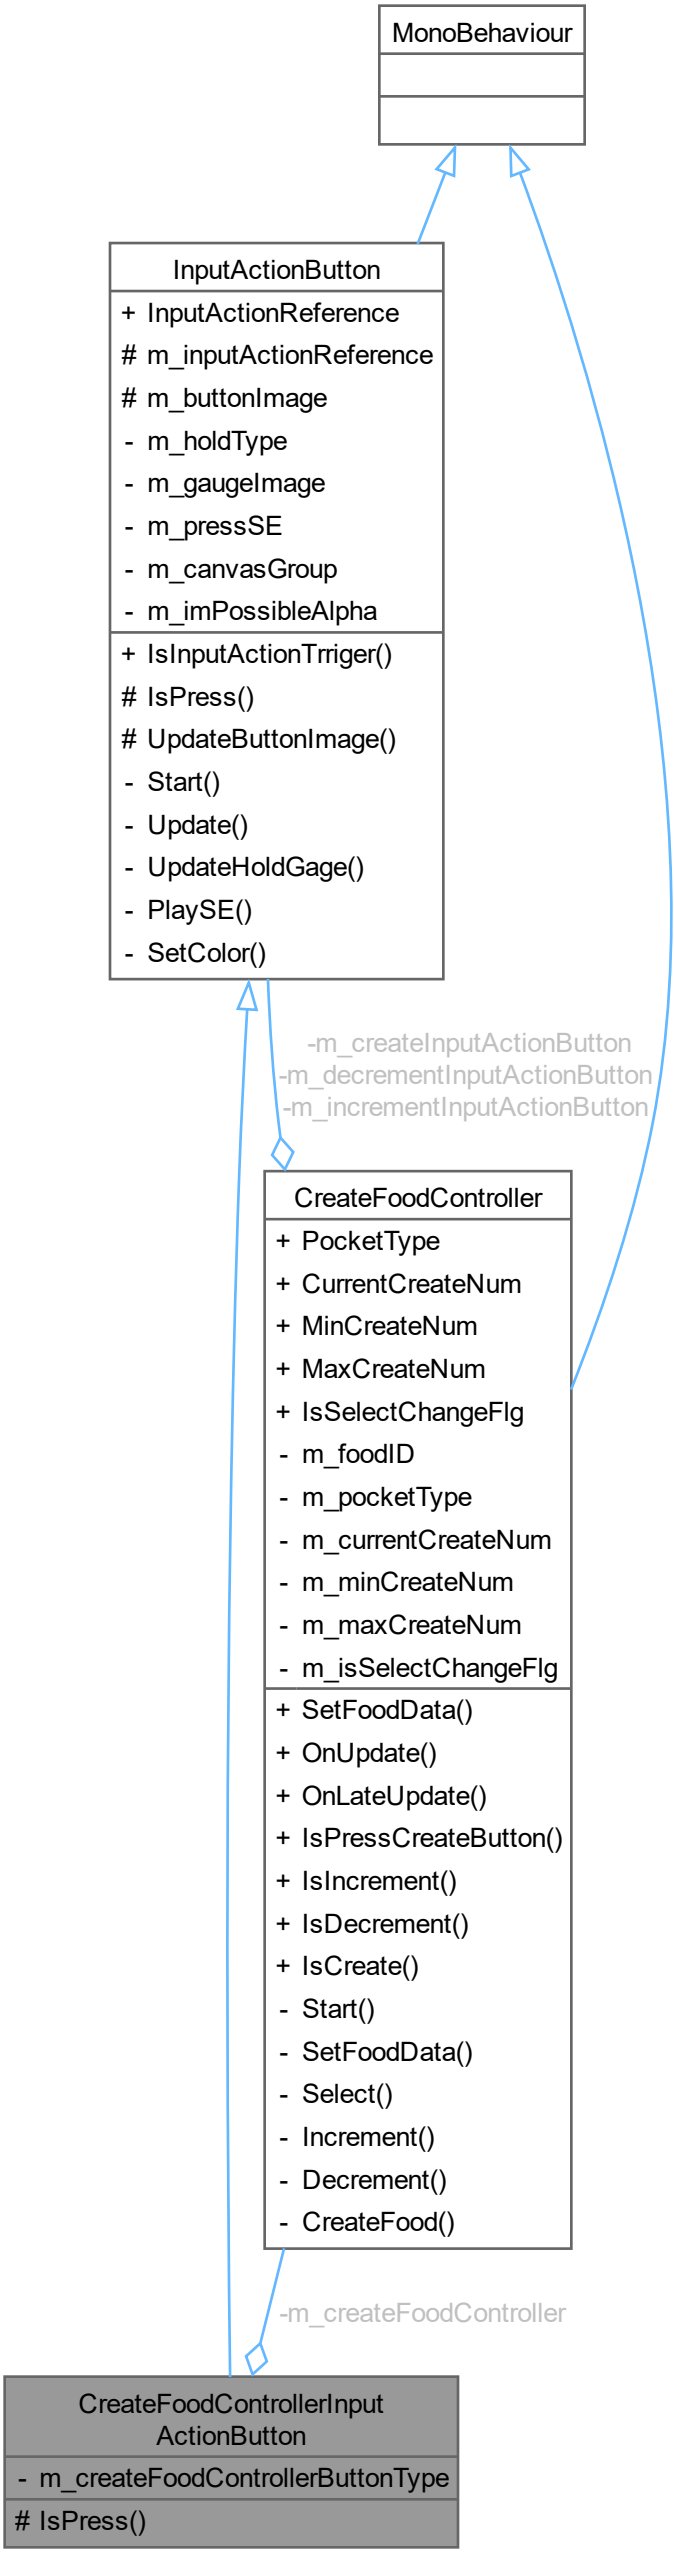 MonoBehaviour
InputActionButton
+ InputActionReference
# m_inputActionReference
# m_buttonImage
- m_holdType
- m_gaugeImage
- m_pressSE
- m_canvasGroup
- m_imPossibleAlpha
+ IsInputActionTrriger()
# IsPress()
# UpdateButtonImage()
- Start()
- Update()
- UpdateHoldGage()
- PlaySE()
- SetColor()
-m_createInputActionButton
-m_decrementInputActionButton
-m_incrementInputActionButton
CreateFoodController
+ PocketType
+ CurrentCreateNum
+ MinCreateNum
+ MaxCreateNum
+ IsSelectChangeFlg
- m_foodID
- m_pocketType
- m_currentCreateNum
- m_minCreateNum
- m_maxCreateNum
- m_isSelectChangeFlg
+ SetFoodData()
+ OnUpdate()
+ OnLateUpdate()
+ IsPressCreateButton()
+ IsIncrement()
+ IsDecrement()
+ IsCreate()
- Start()
- SetFoodData()
- Select()
- Increment()
- Decrement()
- CreateFood()
-m_createFoodController
CreateFoodControllerInput
ActionButton
- m_createFoodControllerButtonType
# IsPress()